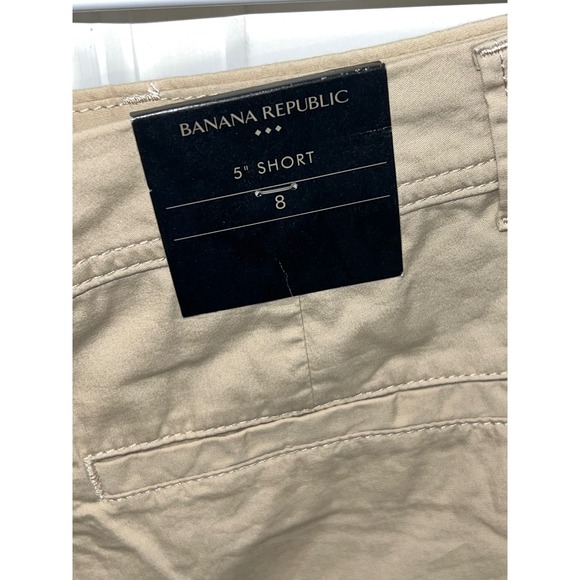 BANANA REPUBLIC
5" SHORT
8